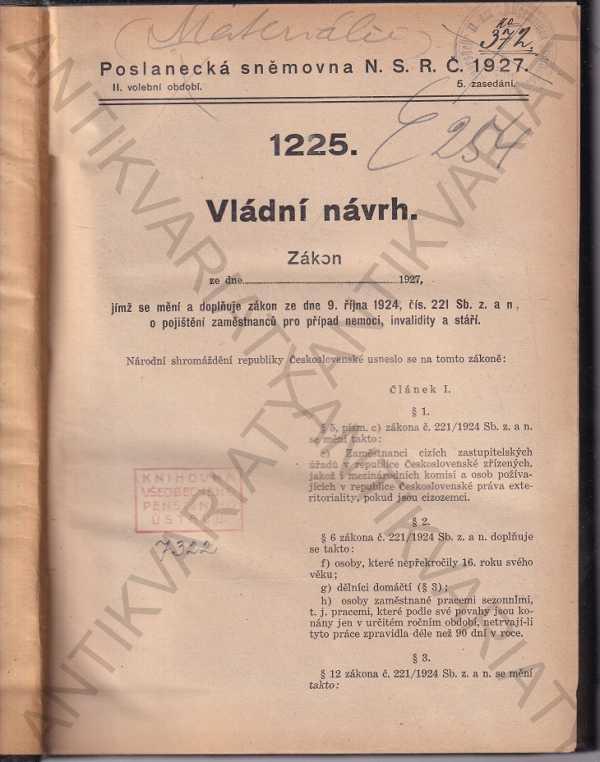 Materiálie
no 372.
Poslanecká sněmovna N. S. R. Č. 1927.
II. volební období. 5. zasedání.
E 254
1225.
Vládní návrh.
Zákon
ze dne 1927,
jímž se mění a doplňuje zákon ze dne 9. října 1924, čís. 221 Sb. z. a n.,
o pojištění zaměstnanců pro případ nemoci, invalidity a stáří.
Národní shromáždění republiky Československé usneslo se na tomto zákoně:
Článek I.
§ 1.
§ 5, písm. c) zákona č. 221/1924 Sb. z. a n.
se mění takto:
c) Zaměstnanci cizích zastupitelských
úřadů v republice Československé zřízených,
jakož i mezinárodních komisí a osob požíva-
jících v republice Československé práva exte-
ritoriality, pokud jsou cizozemci.
§ 2.
§ 6 zákona č. 221/1924 Sb. z. a n. doplňuje
se takto:
f) osoby, které nepřekročily 16. roku svého
věku;
g) dělníci domáčtí (§ 3);
h) osoby zaměstnané pracemi sezonními,
t. j. pracemi, které podle své povahy jsou ko-
nány jen v určitém ročním období, netrvají-li
tyto práce zpravidla déle než 90 dní v roce.
§ 3.
§ 12 zákona č. 221/1924 Sb. z. a n. se mění
takto:
KNIHOVNA
VŠEOBECNÉHO
PENSIJNÍHO
ÚSTAVU
7322
ANTIKVARIATY
ANTIKVARIATY
ANTIKVARIATY
ANTIKVARIATY